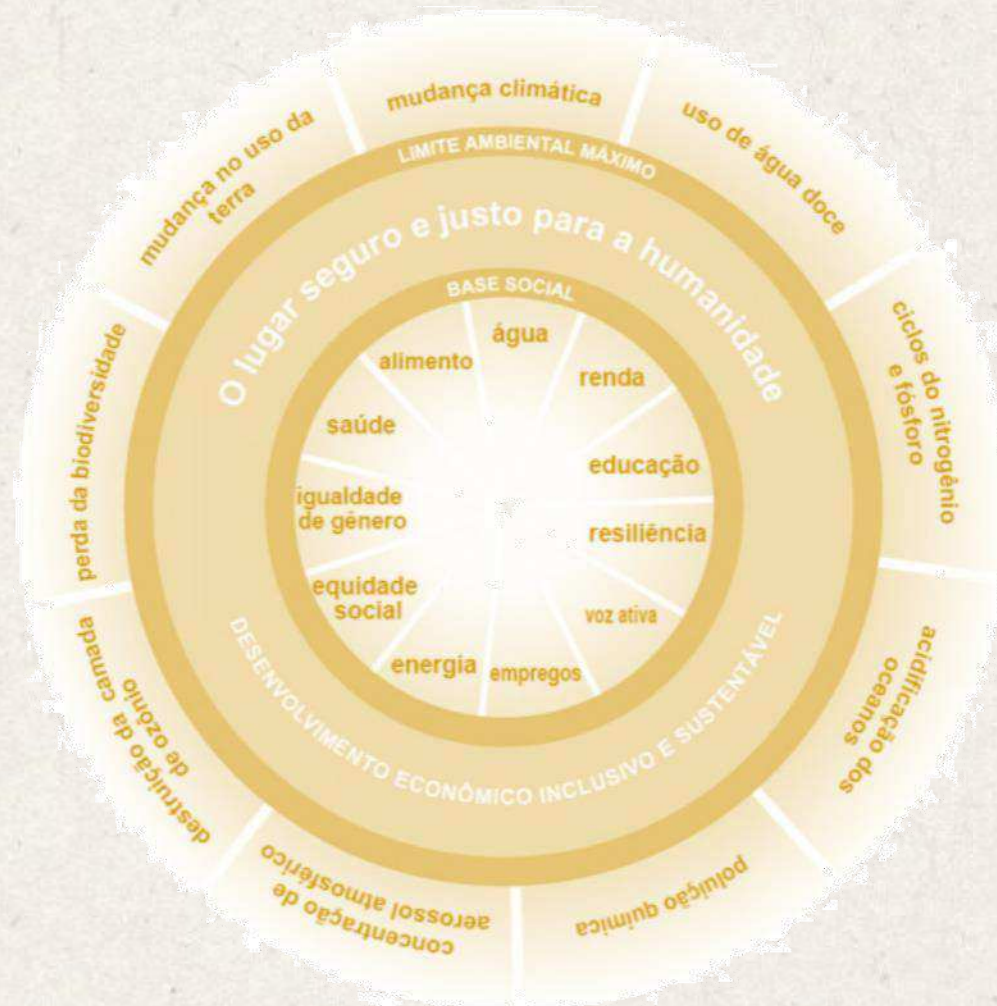 mudança climática
uso de água doce
ciclos do nitrogênio
e fósforo
acidificação dos
oceanos
poluição química
concentração de
aerossol atmosférico
destruição da camada
de ozônio
perda da biodiversidade
mudança no uso da
terra
LIMITE AMBIENTAL MÁXIMO
O lugar seguro e justo para a humanidade
BASE SOCIAL
água
renda
educação
resiliência
voz ativa
empregos
energia
equidade
social
igualdade
de gênero
saúde
alimento
DESENVOLVIMENTO ECONÔMICO INCLUSIVO E SUSTENTÁVEL